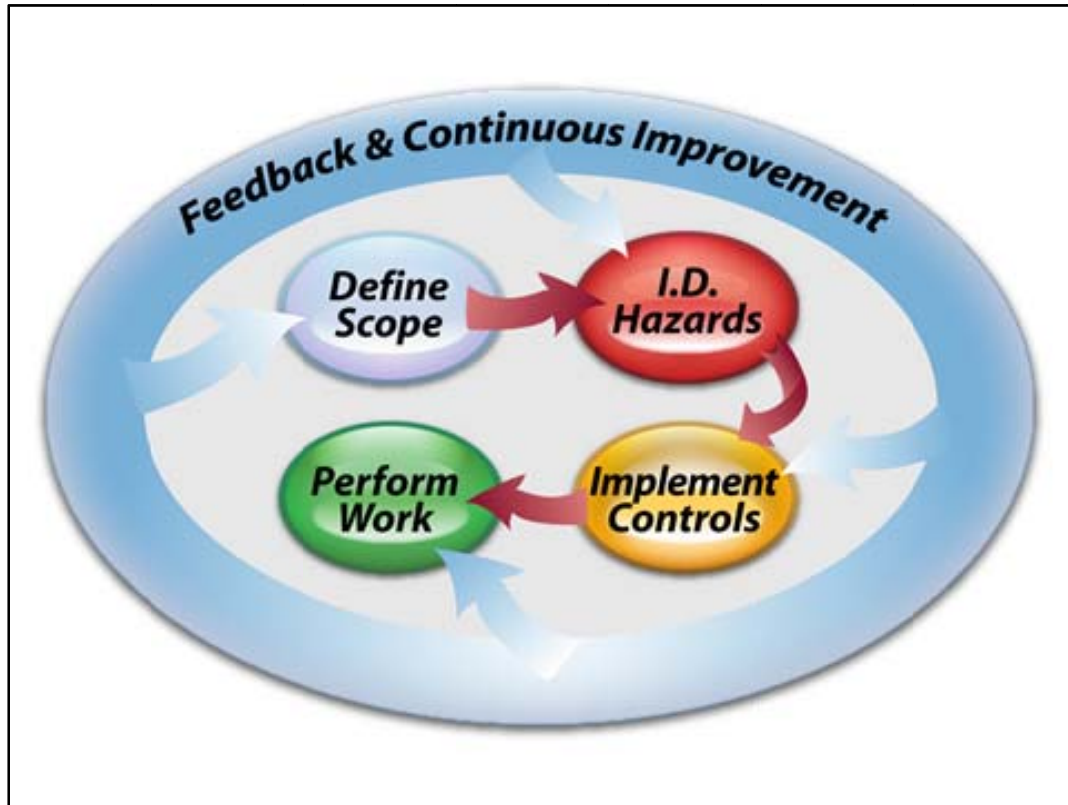 Feedback & Continuous Improvement
Define
Scope
I.D.
Hazards
Perform
Work
Implement
Controls